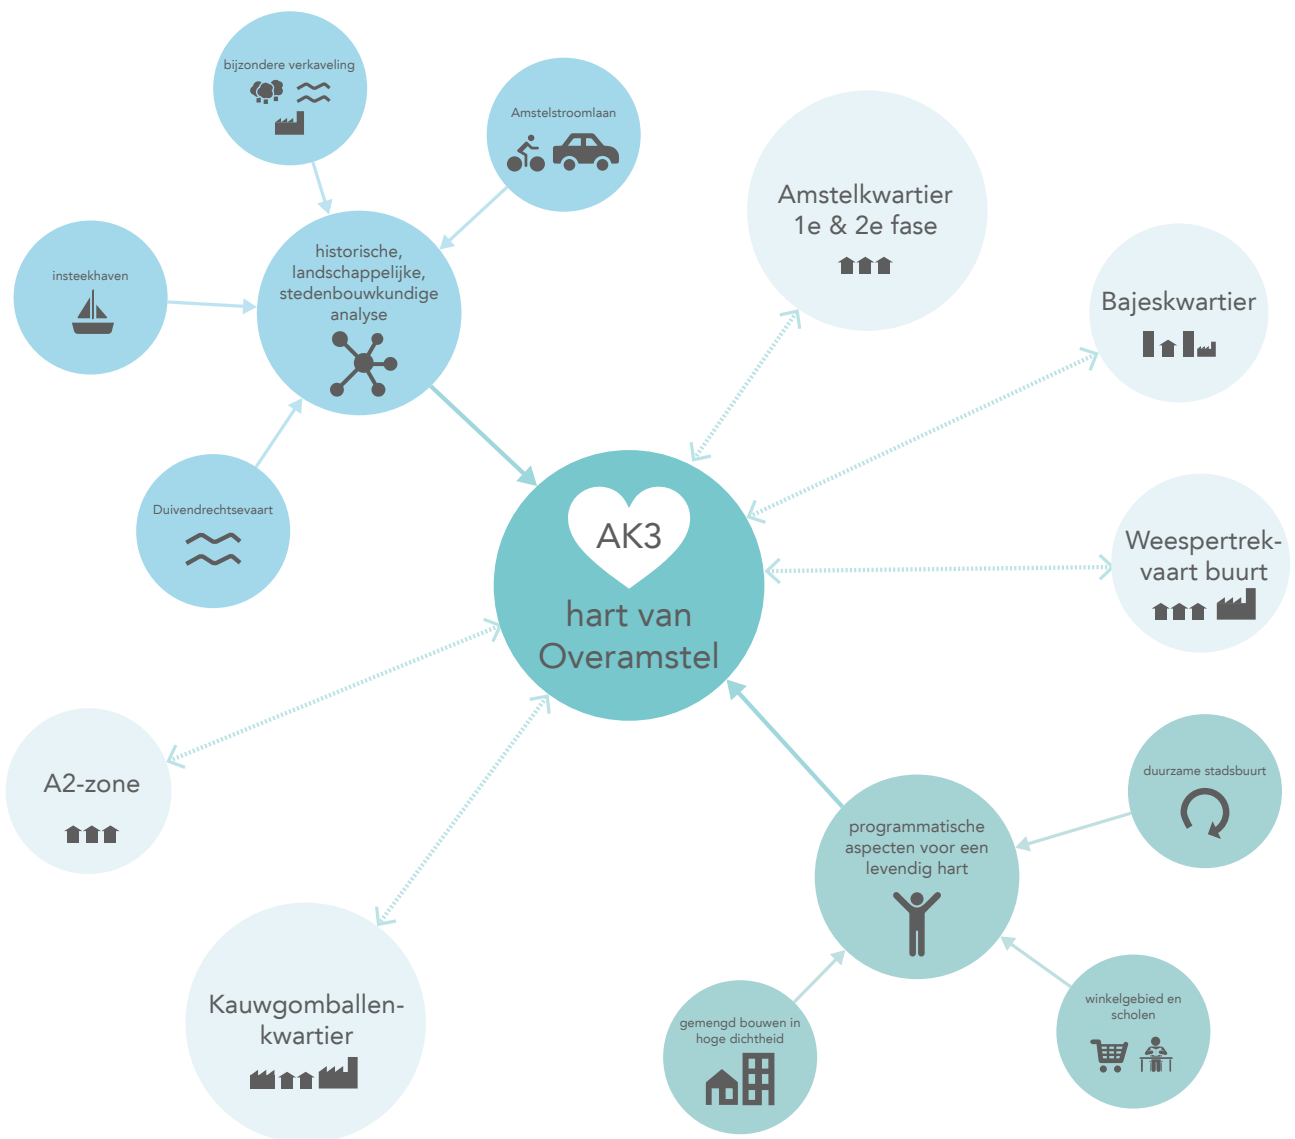 bijzondere verkaveling
Amstelstroomlaan
insteekhaven
historische,
landschappelijke,
stedenbouwkundige
analyse
Duivendrechtsevaart
Amstelkwartier
1e & 2e fase
Bajeskwartier
Weespertrek-
vaart buurt
AK3
hart van
Overamstel
A2-zone
Kauwgomballen-
kwartier
programmatische
aspecten voor een
levendig hart
duurzame stadsbuurt
winkelgebied en
scholen
gemengd bouwen in
hoge dichtheid